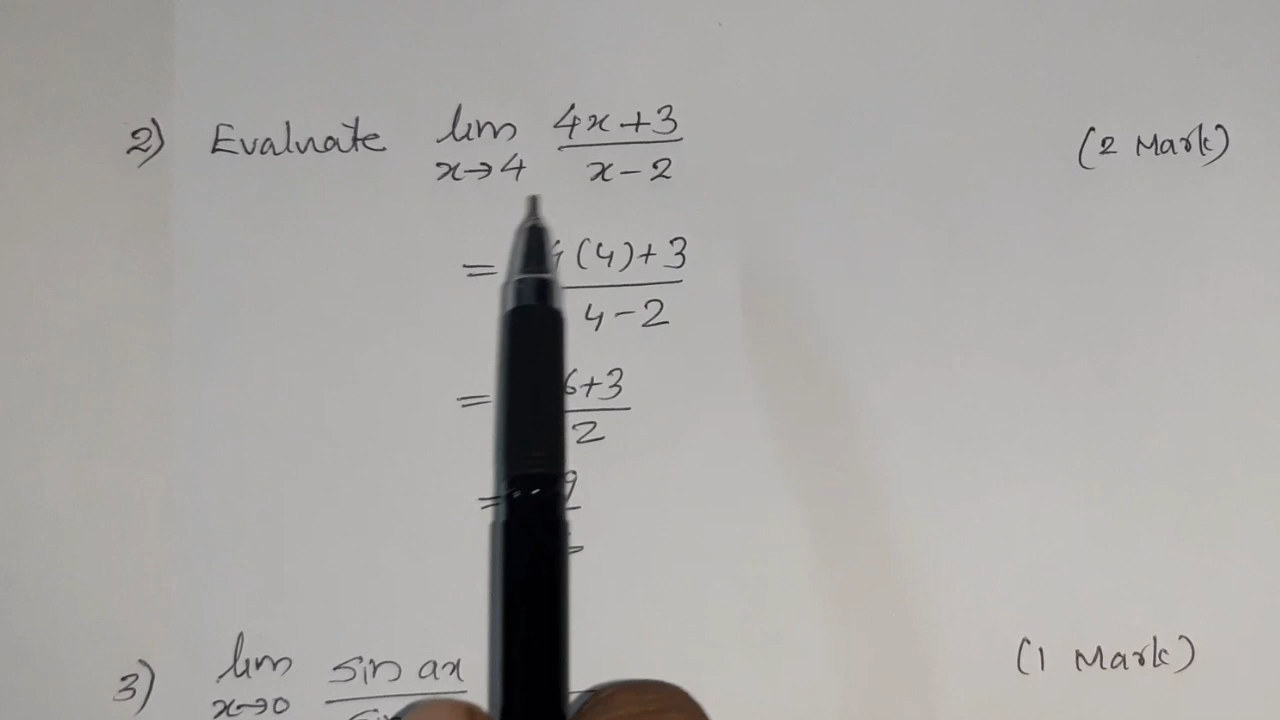 2) Evaluate lim 4x+3 (2 Mark)
x→4 x-2
= (4)+3
4-2
= 6+3
2
= 9
3) lim sin ax (1 Mark)
x→0